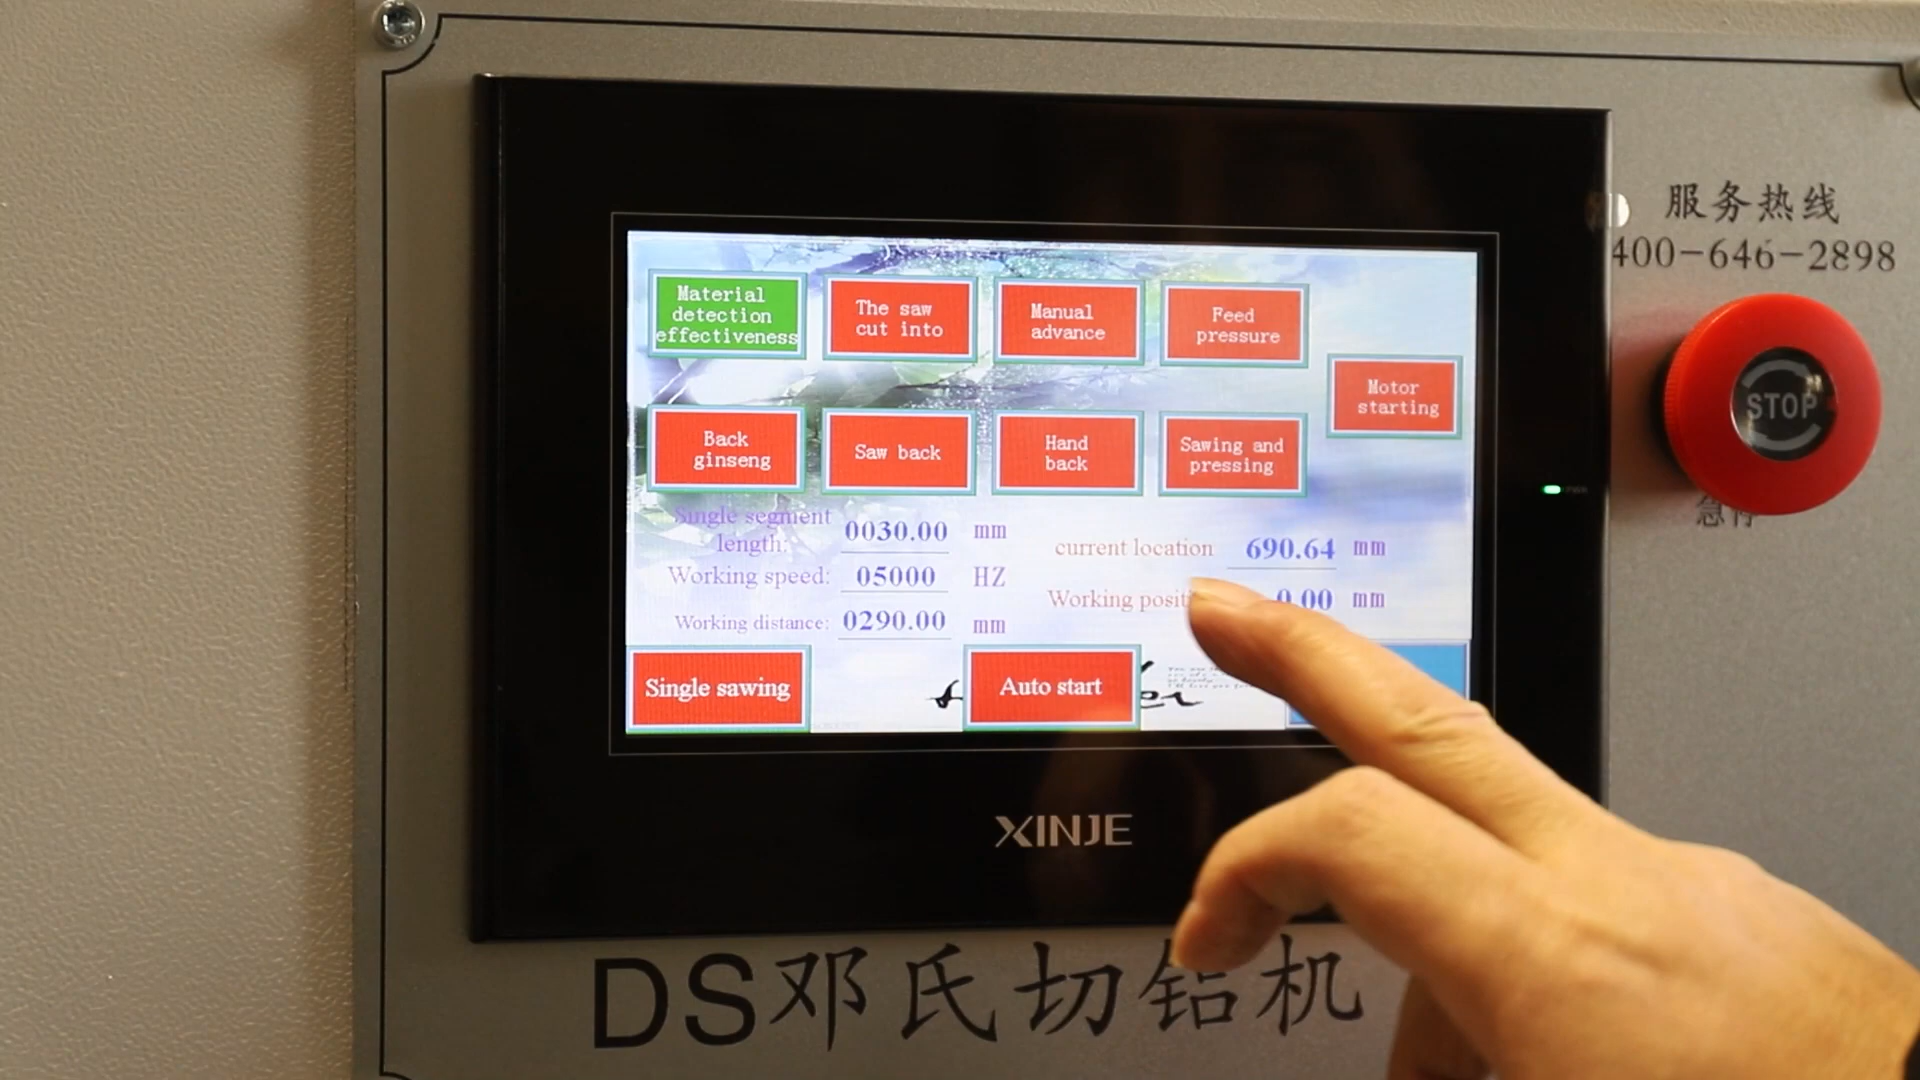 服务热线
400-646-2898
Material
detection
effectiveness
The saw
cut into
Manual
advance
Feed
pressure
Motor
starting
STOP
Back
ginseng
Saw back
Hand
back
Sawing and
pressing
急停
Single segment
length:
0030.00 mm
current location 690.64 mm
Working speed: 05000 HZ
Working 0.00 mm
Working distance: 0290.00 mm
Single sawing
Auto start
XINJE
DS邓氏切铝机